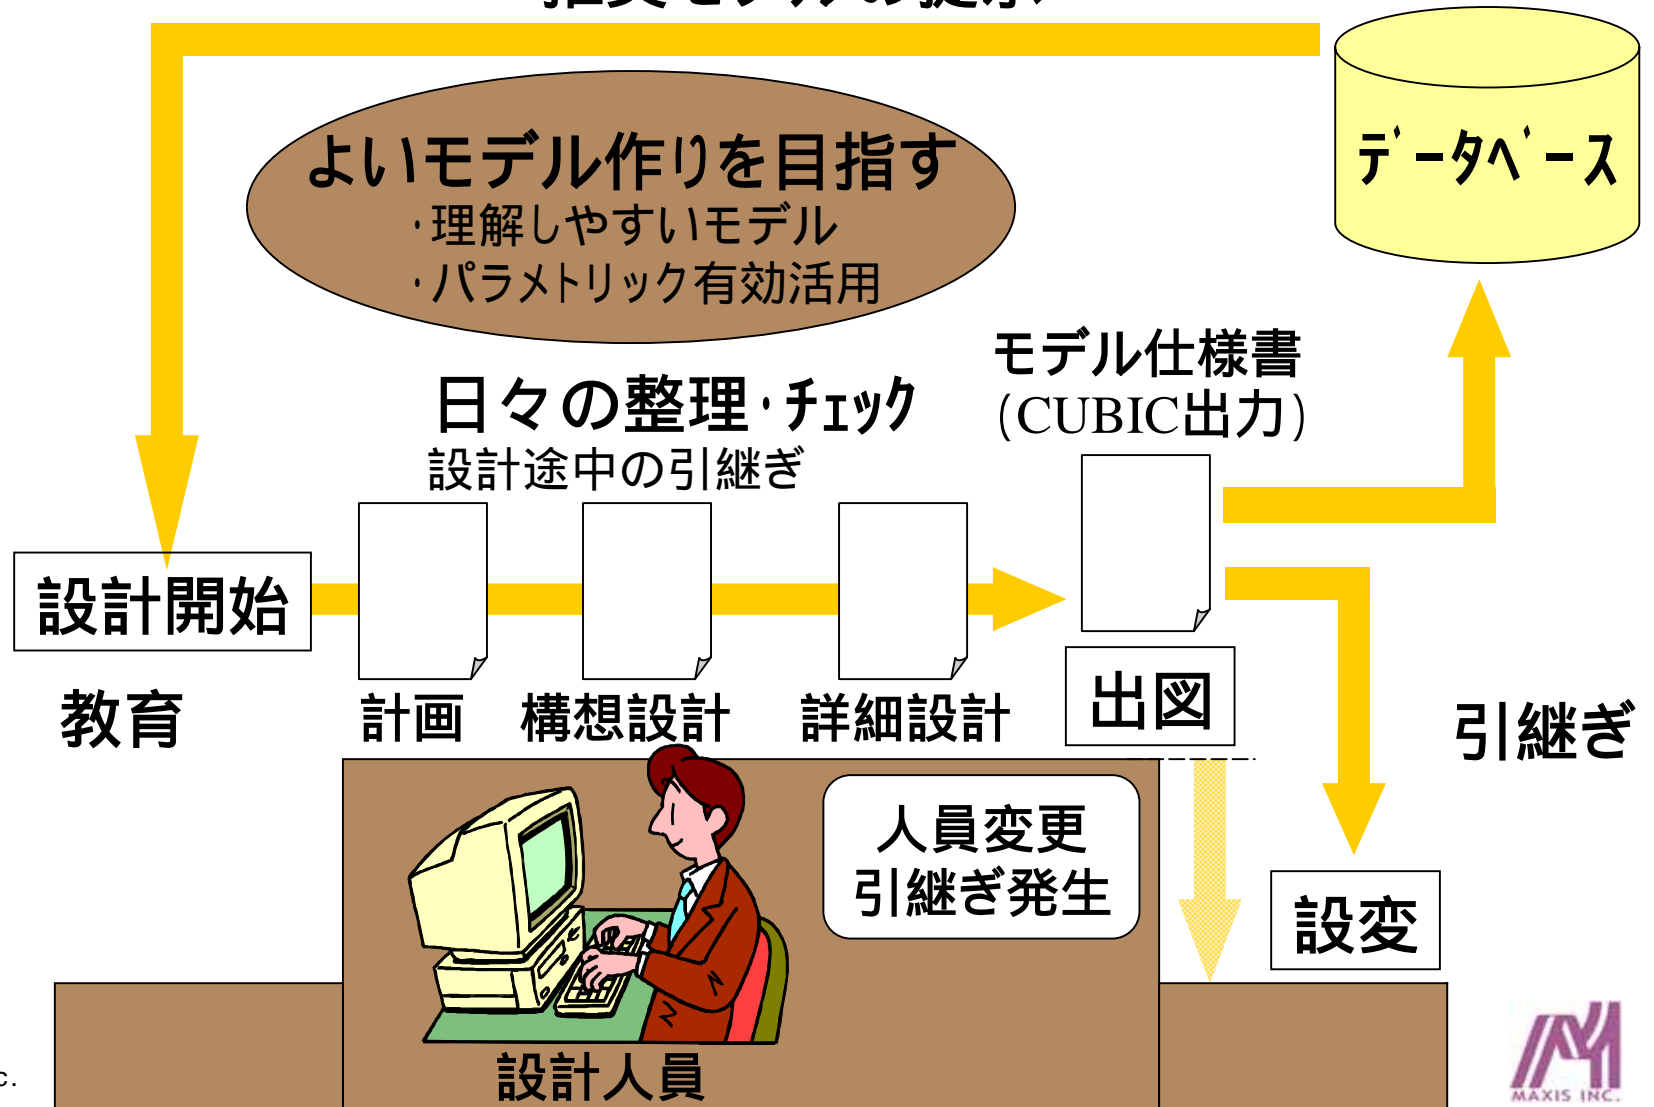 データベース
よいモデル作りを目指す
・理解しやすいモデル
・パラメトリック有効活用
モデル仕様書
(CUBIC出力)
日々の整理・チェック
設計途中の引継ぎ
設計開始
教育
計画
構想設計
詳細設計
出図
引継ぎ
人員変更
引継ぎ発生
設変
設計人員
c.
MAXIS INC.